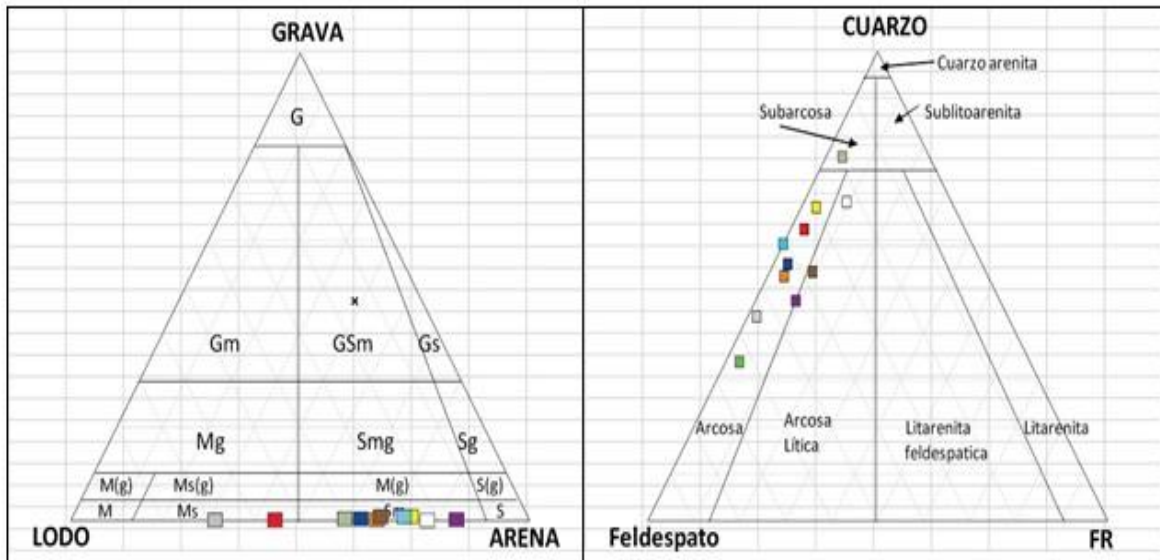 GRAVA
G
Gm
GSm
Gs
Mg
Smg
Sg
M(g)
Ms(g)
M(g)
S(g)
M
Ms
Sm
S
LODO
ARENA
CUARZO
Cuarzo arenita
Subarcosa
Sublitoarenita
Arcosa
Arcosa
Lítica
Litarenita
feldespatica
Litarenita
Feldespato
FR